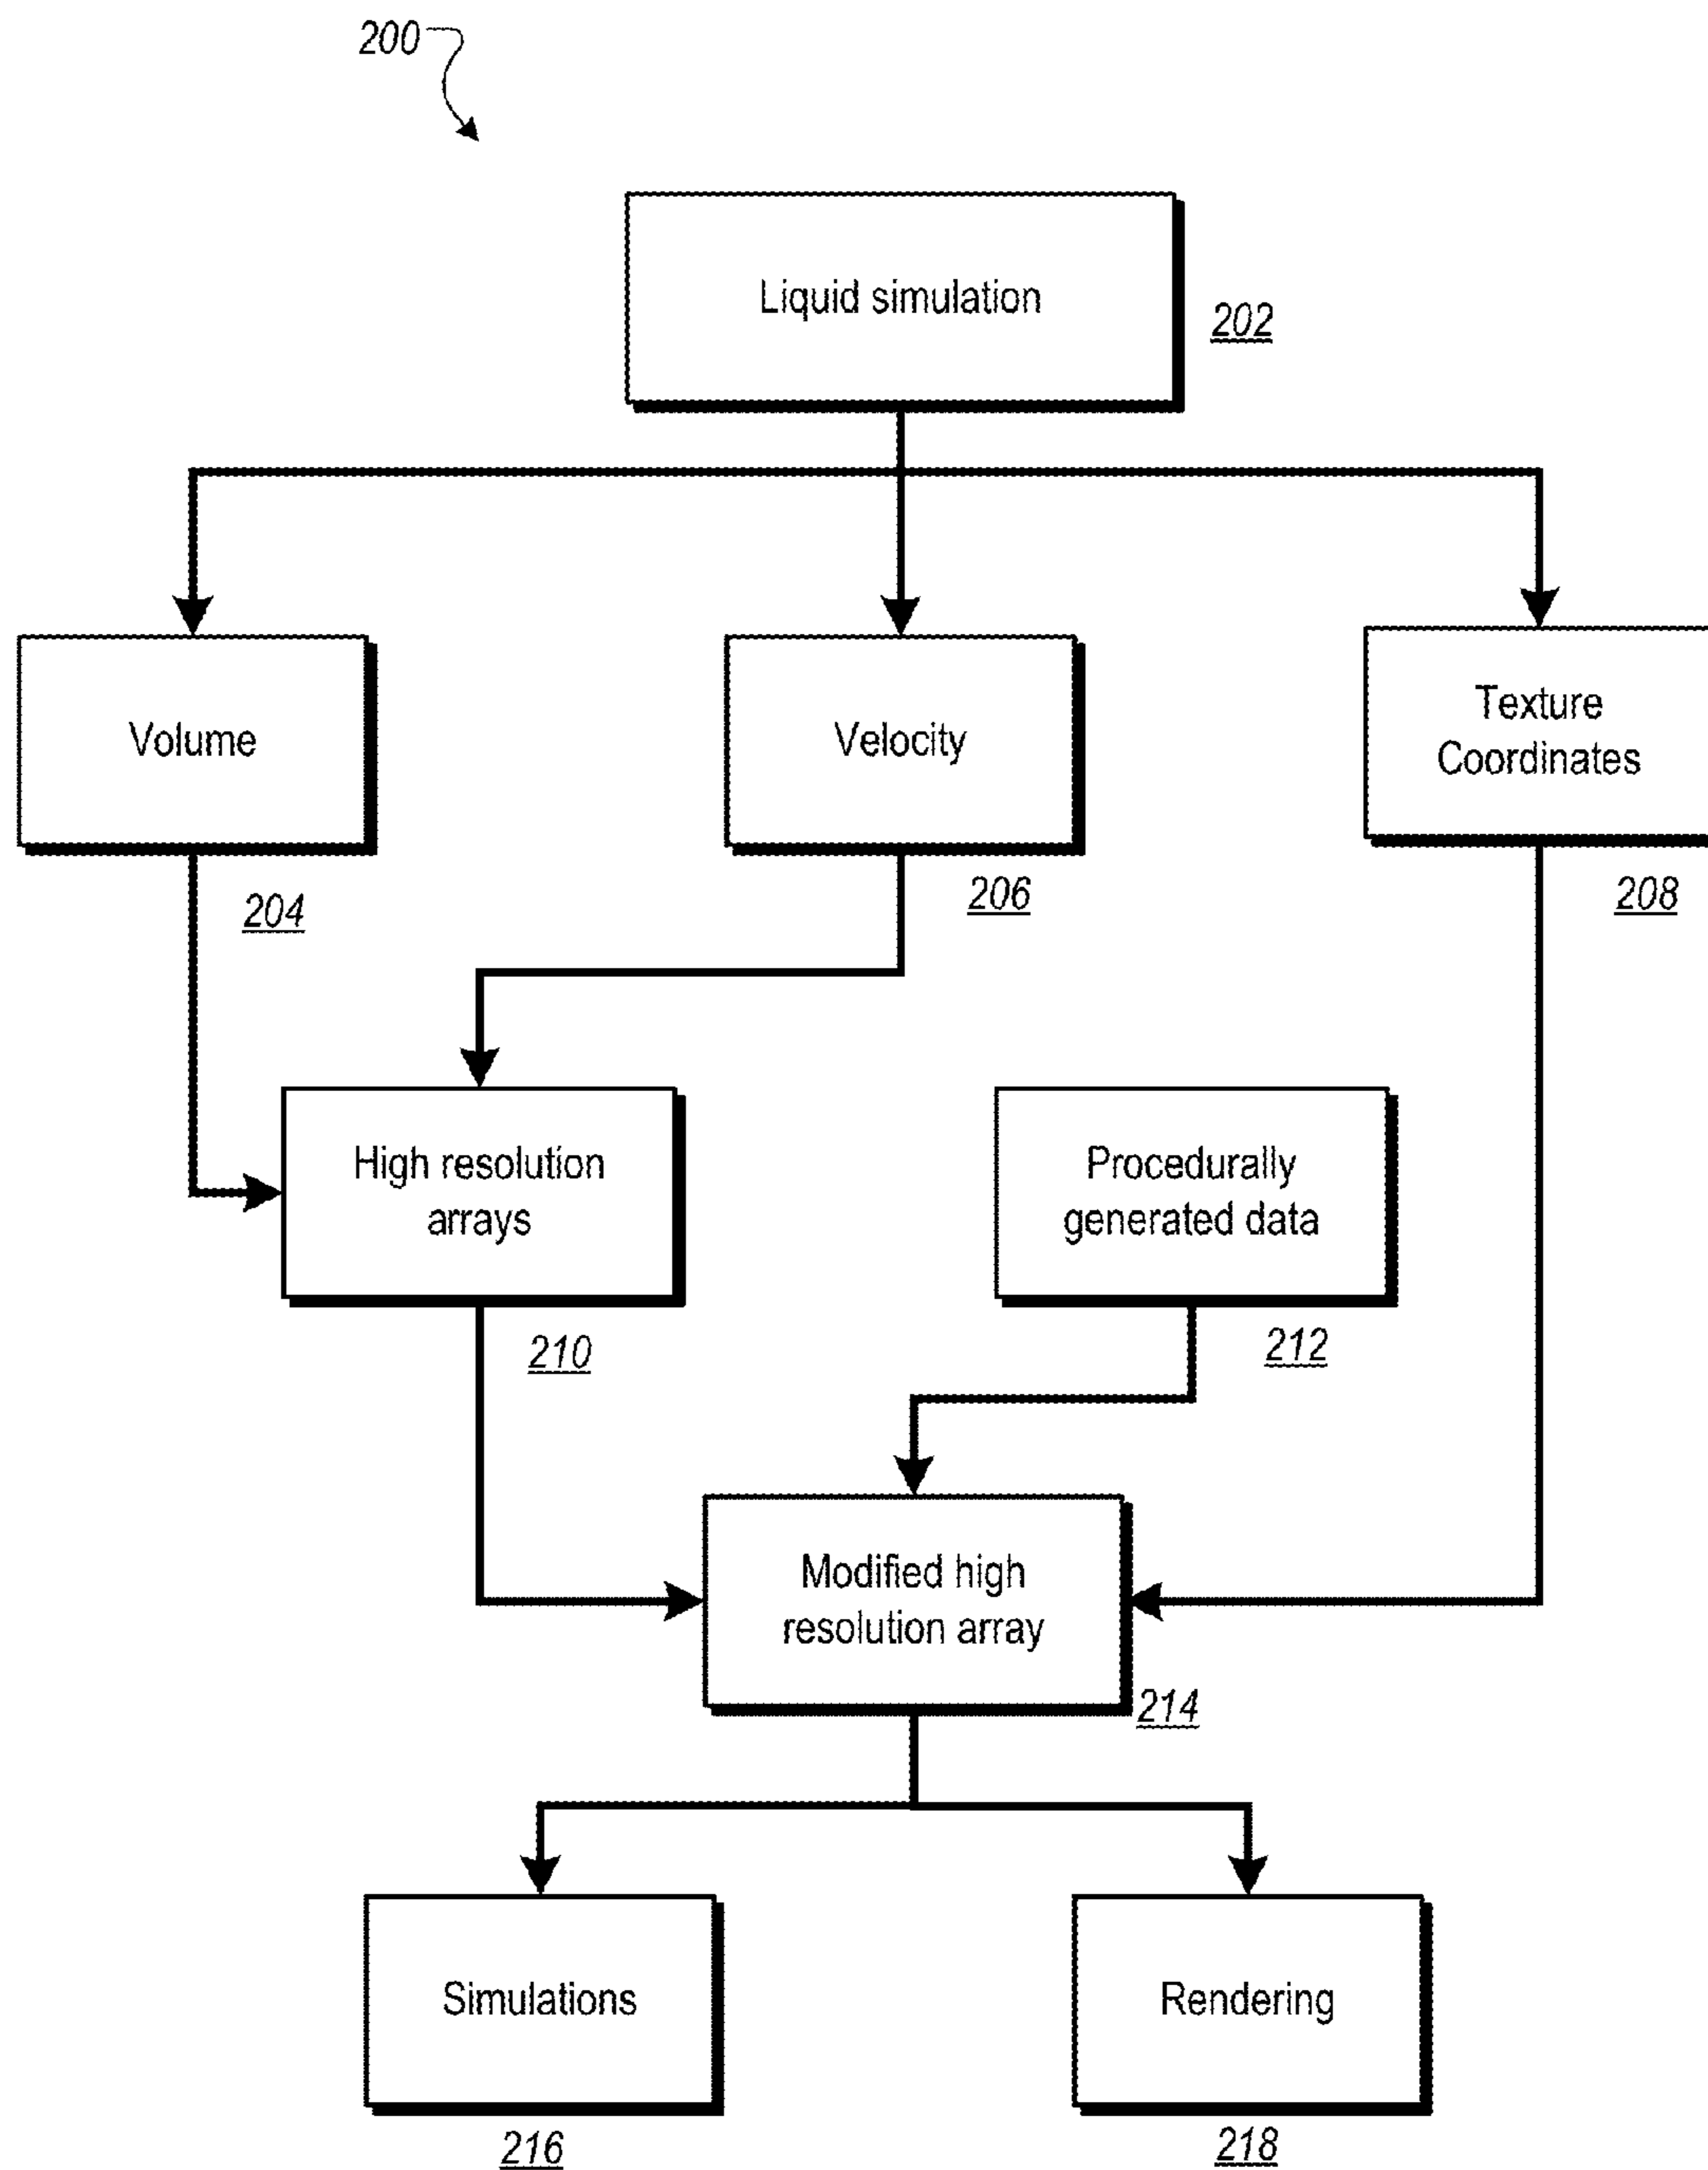 200
Liquid simulation
202
Volume
204
Velocity
206
Texture
Coordinates
208
High resolution
arrays
210
Procedurally
generated data
212
Modified high
resolution array
214
Simulations
216
Rendering
218